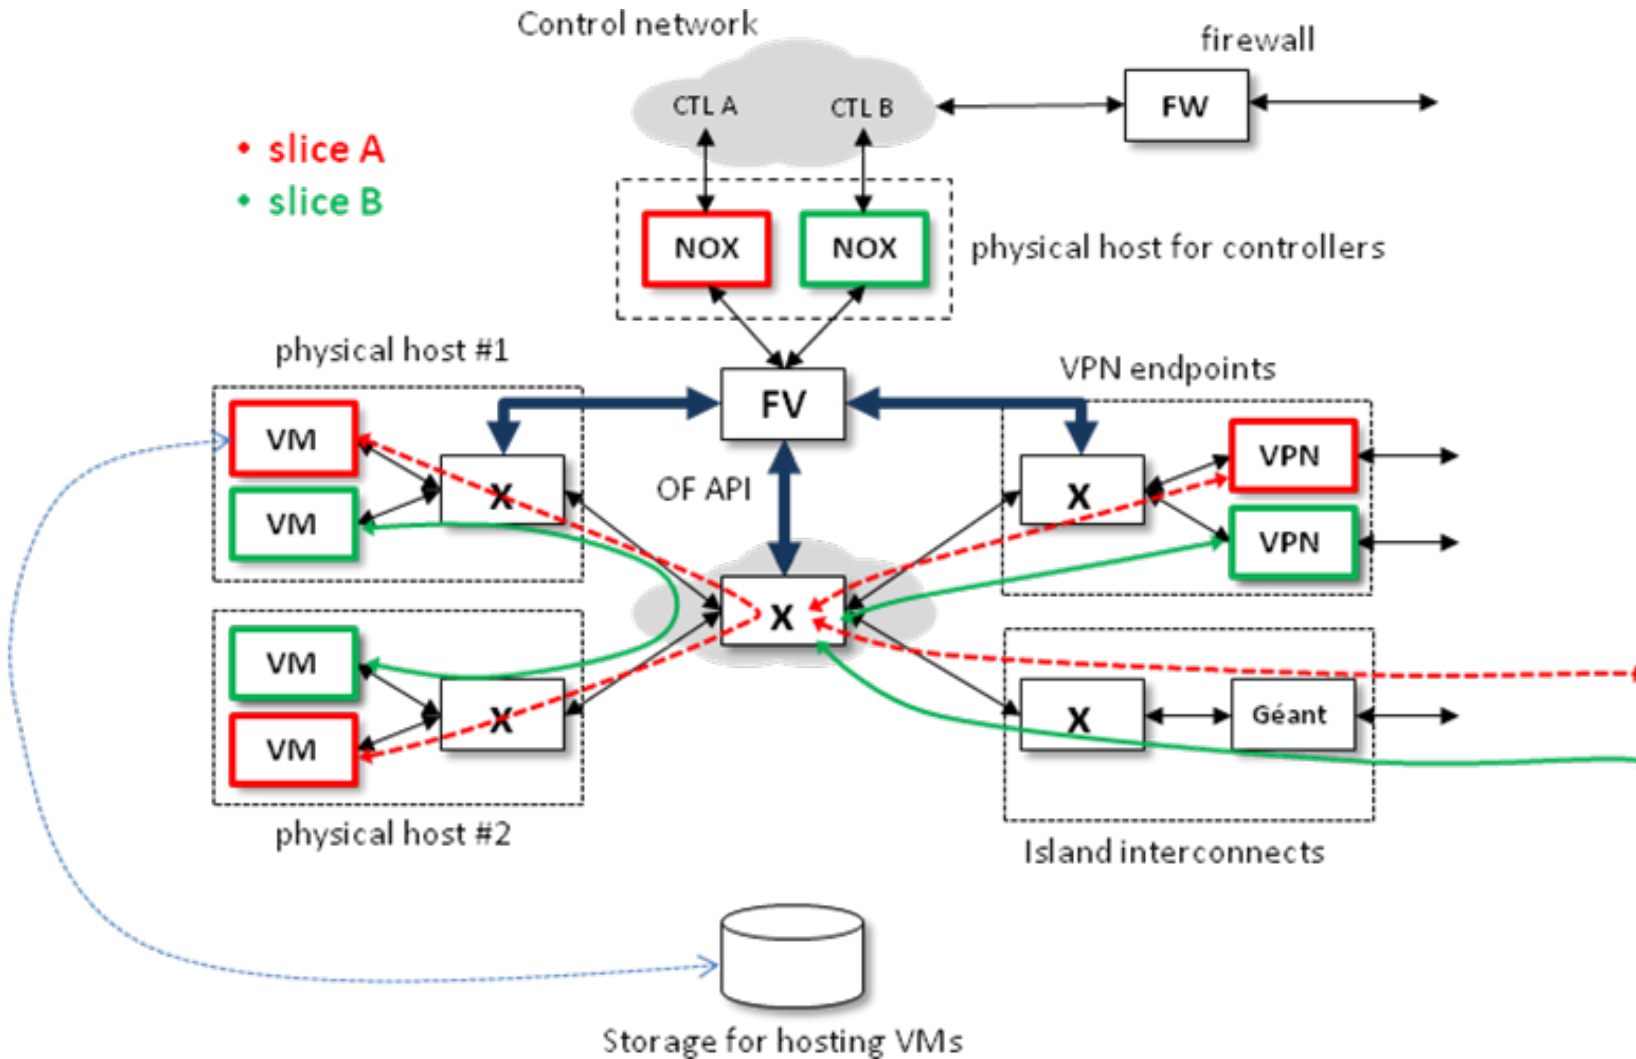 Control network
firewall
CTL A
CTL B
FW
• slice A
• slice B
NOX
NOX
physical host for controllers
physical host #1
FV
VPN endpoints
VM
VM
X
OF API
X
VPN
VPN
X
VM
VM
X
X
Géant
physical host #2
Island interconnects
Storage for hosting VMs